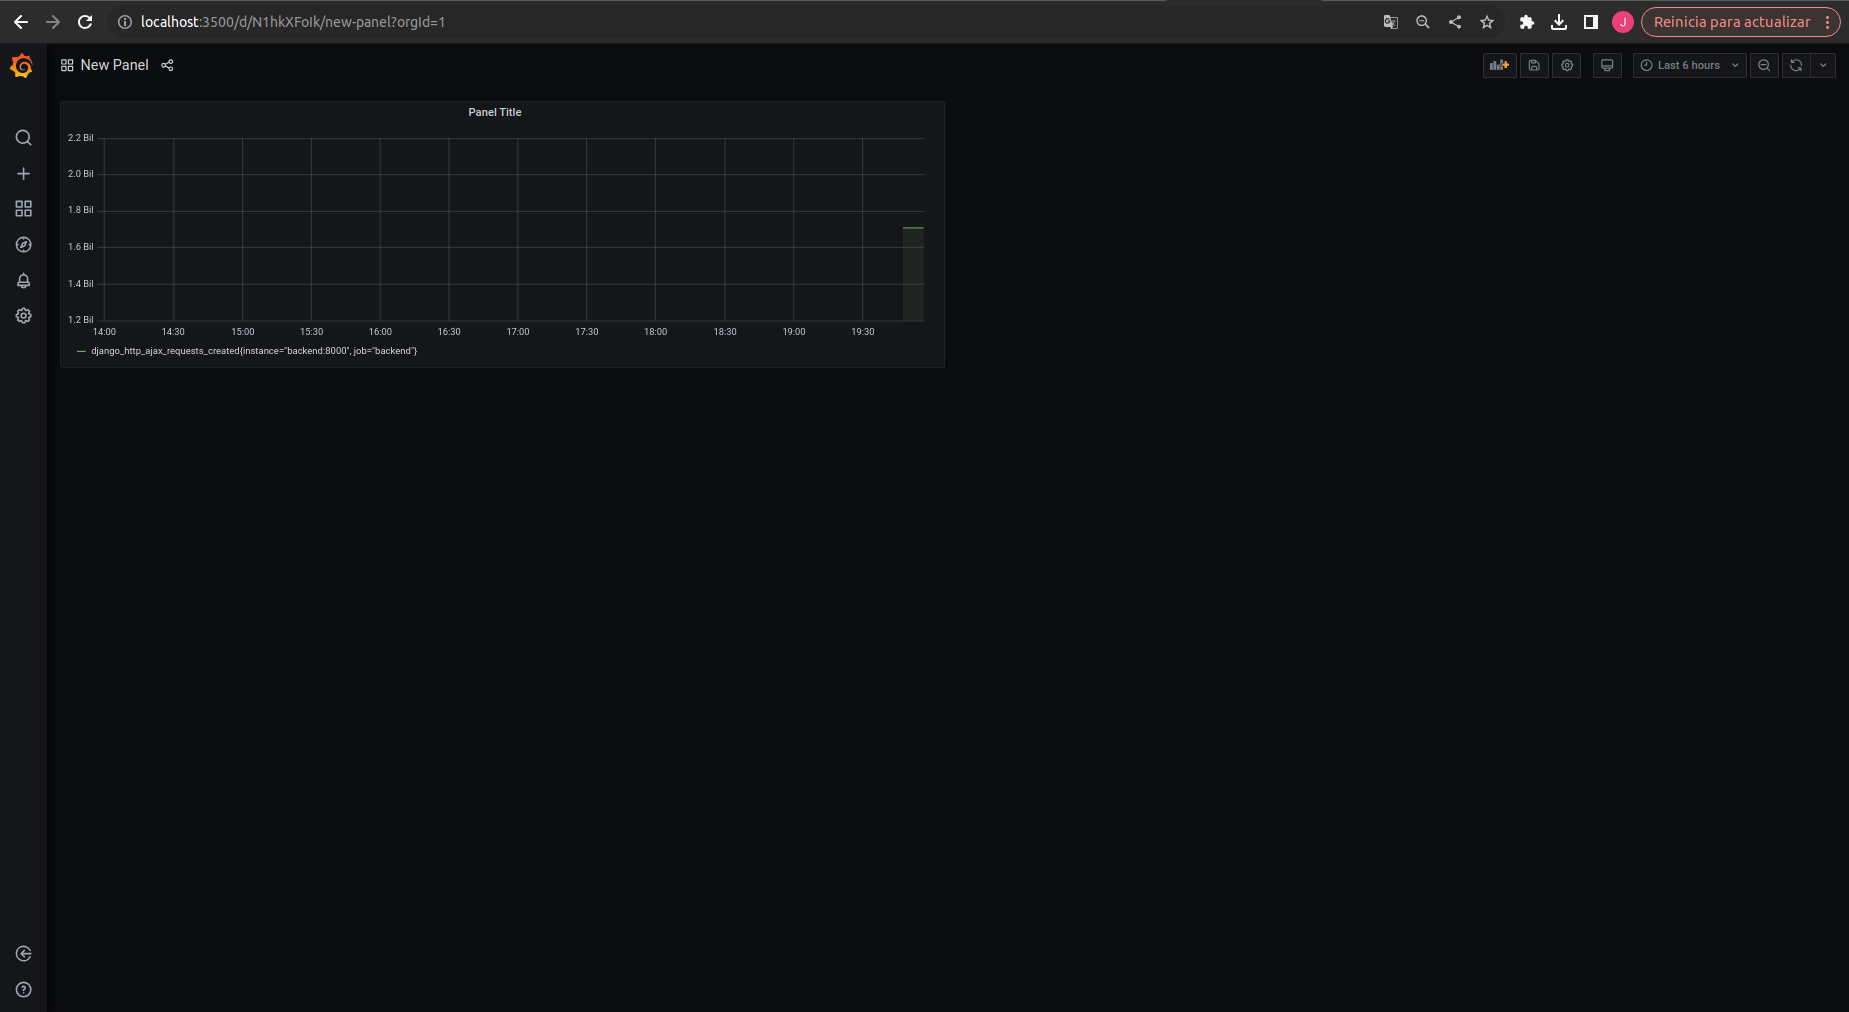 localhost:3500/d/N1hkXFoIk/new-panel?orgId=1
J
Reinicia para actualizar
New Panel
Last 6 hours
Panel Title
2.2 Bil
2.0 Bil
1.8 Bil
1.6 Bil
1.4 Bil
1.2 Bil
14:00 14:30 15:00 15:30 16:00 16:30 17:00 17:30 18:00 18:30 19:00 19:30
django_http_ajax_requests_created{instance="backend:8000", job="backend"}